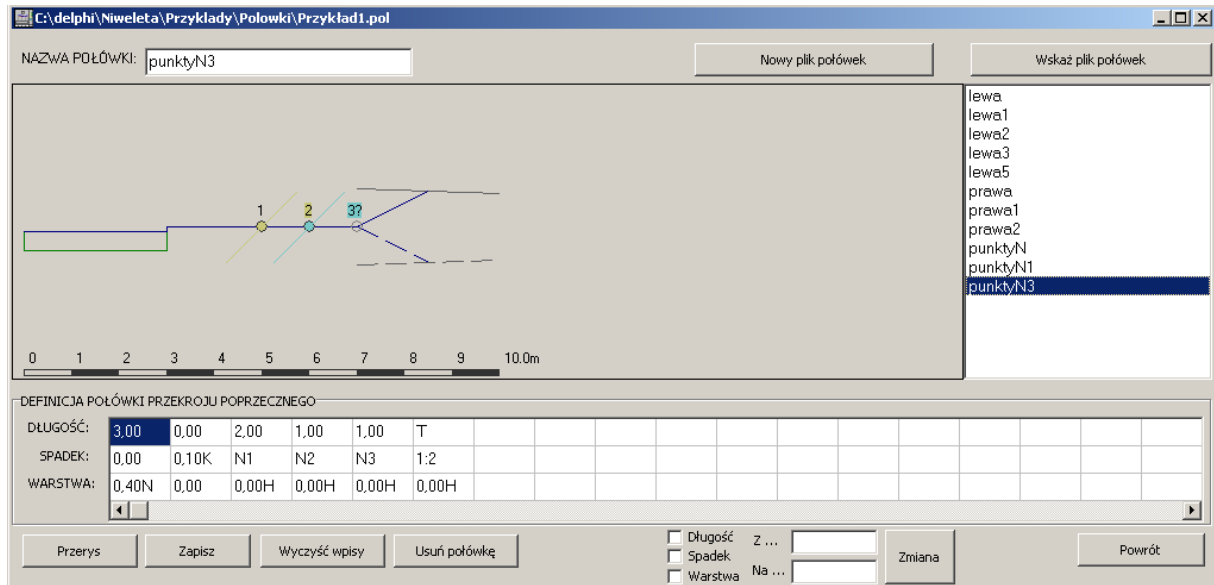 C:\delphi\Niweleta\Przyklady\Polowki\Przykład1.pol
NAZWA POŁÓWKI: punktyN3 Nowy plik połówek Wskaż plik połówek
lewa
lewa1
lewa2
lewa3
lewa5
prawa
prawa1
prawa2
punktyN
punktyN1
punktyN3
1 2 3?
0 1 2 3 4 5 6 7 8 9 10.0m
DEFINICJA POŁÓWKI PRZEKROJU POPRZECZNEGO
DŁUGOŚĆ: 3,00 0,00 2,00 1,00 1,00 T
SPADEK: 0,00 0,10K N1 N2 N3 1:2
WARSTWA: 0,40N 0,00 0,00H 0,00H 0,00H 0,00H
Przerys Zapisz Wyczyść wpisy Usuń połówkę
Długość Z ...
Spadek Zmiana Powrót
Warstwa Na ...